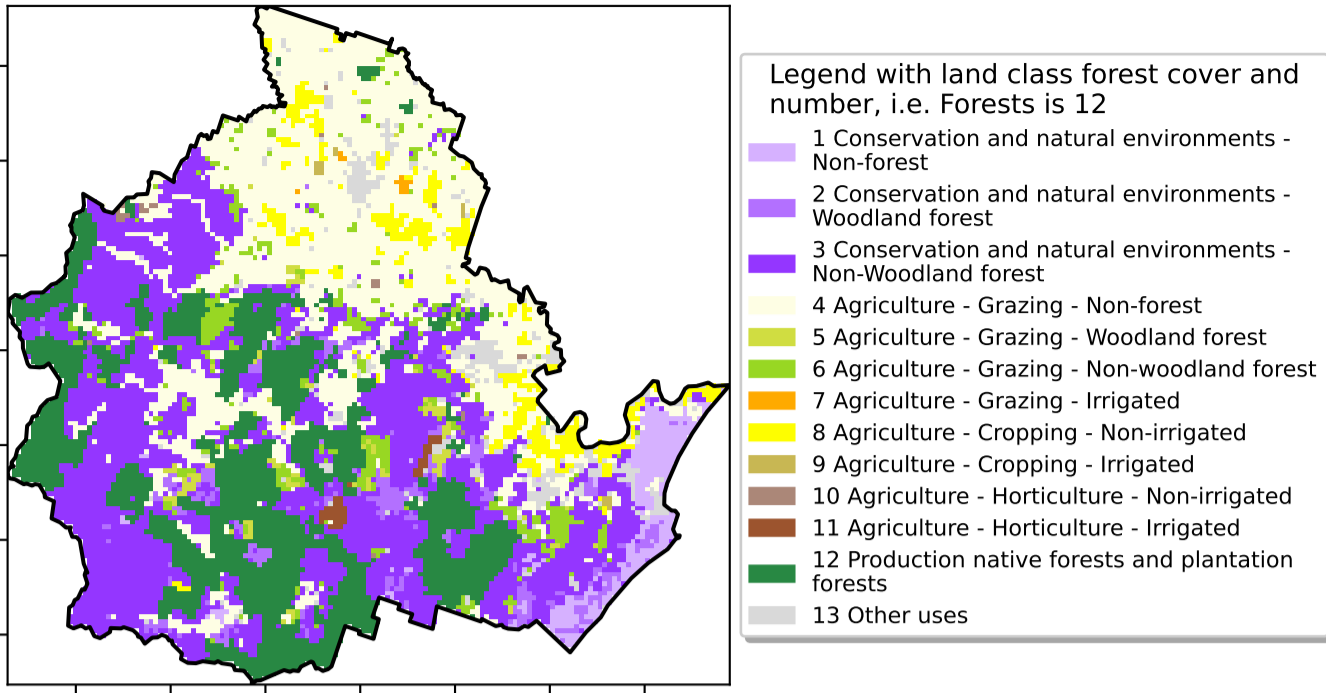 Legend with land class forest cover and
number, i.e. Forests is 12
1 Conservation and natural environments -
Non-forest
2 Conservation and natural environments -
Woodland forest
3 Conservation and natural environments -
Non-Woodland forest
4 Agriculture - Grazing - Non-forest
5 Agriculture - Grazing - Woodland forest
6 Agriculture - Grazing - Non-woodland forest
7 Agriculture - Grazing - Irrigated
8 Agriculture - Cropping - Non-irrigated
9 Agriculture - Cropping - Irrigated
10 Agriculture - Horticulture - Non-irrigated
11 Agriculture - Horticulture - Irrigated
12 Production native forests and plantation
forests
13 Other uses